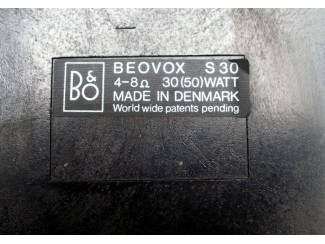 B&O
BEOVOX S30
4-8Ω 30(50)WATT
MADE IN DENMARK
World wide patents pending